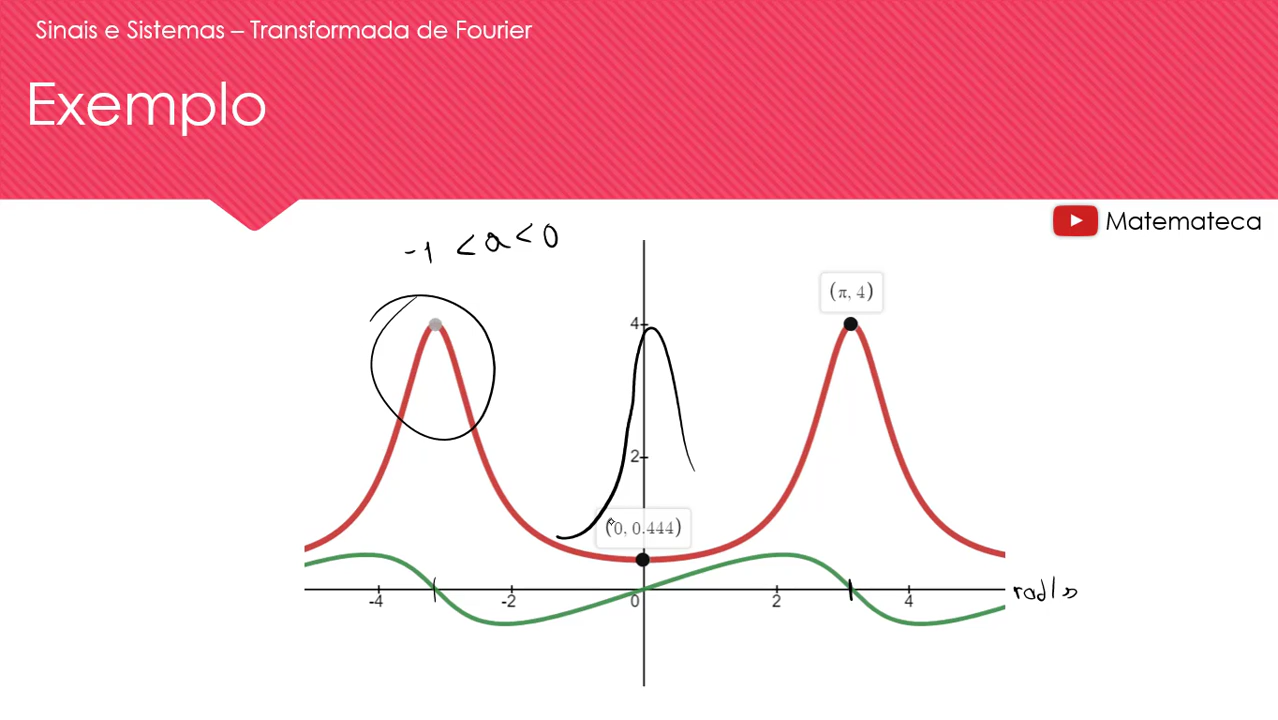 Sinais e Sistemas – Transformada de Fourier
Exemplo
Matemateca
-1 < a < 0
(π, 4)
4
2
(0, 0.444)
-4 -2 0 2 4
rad/s